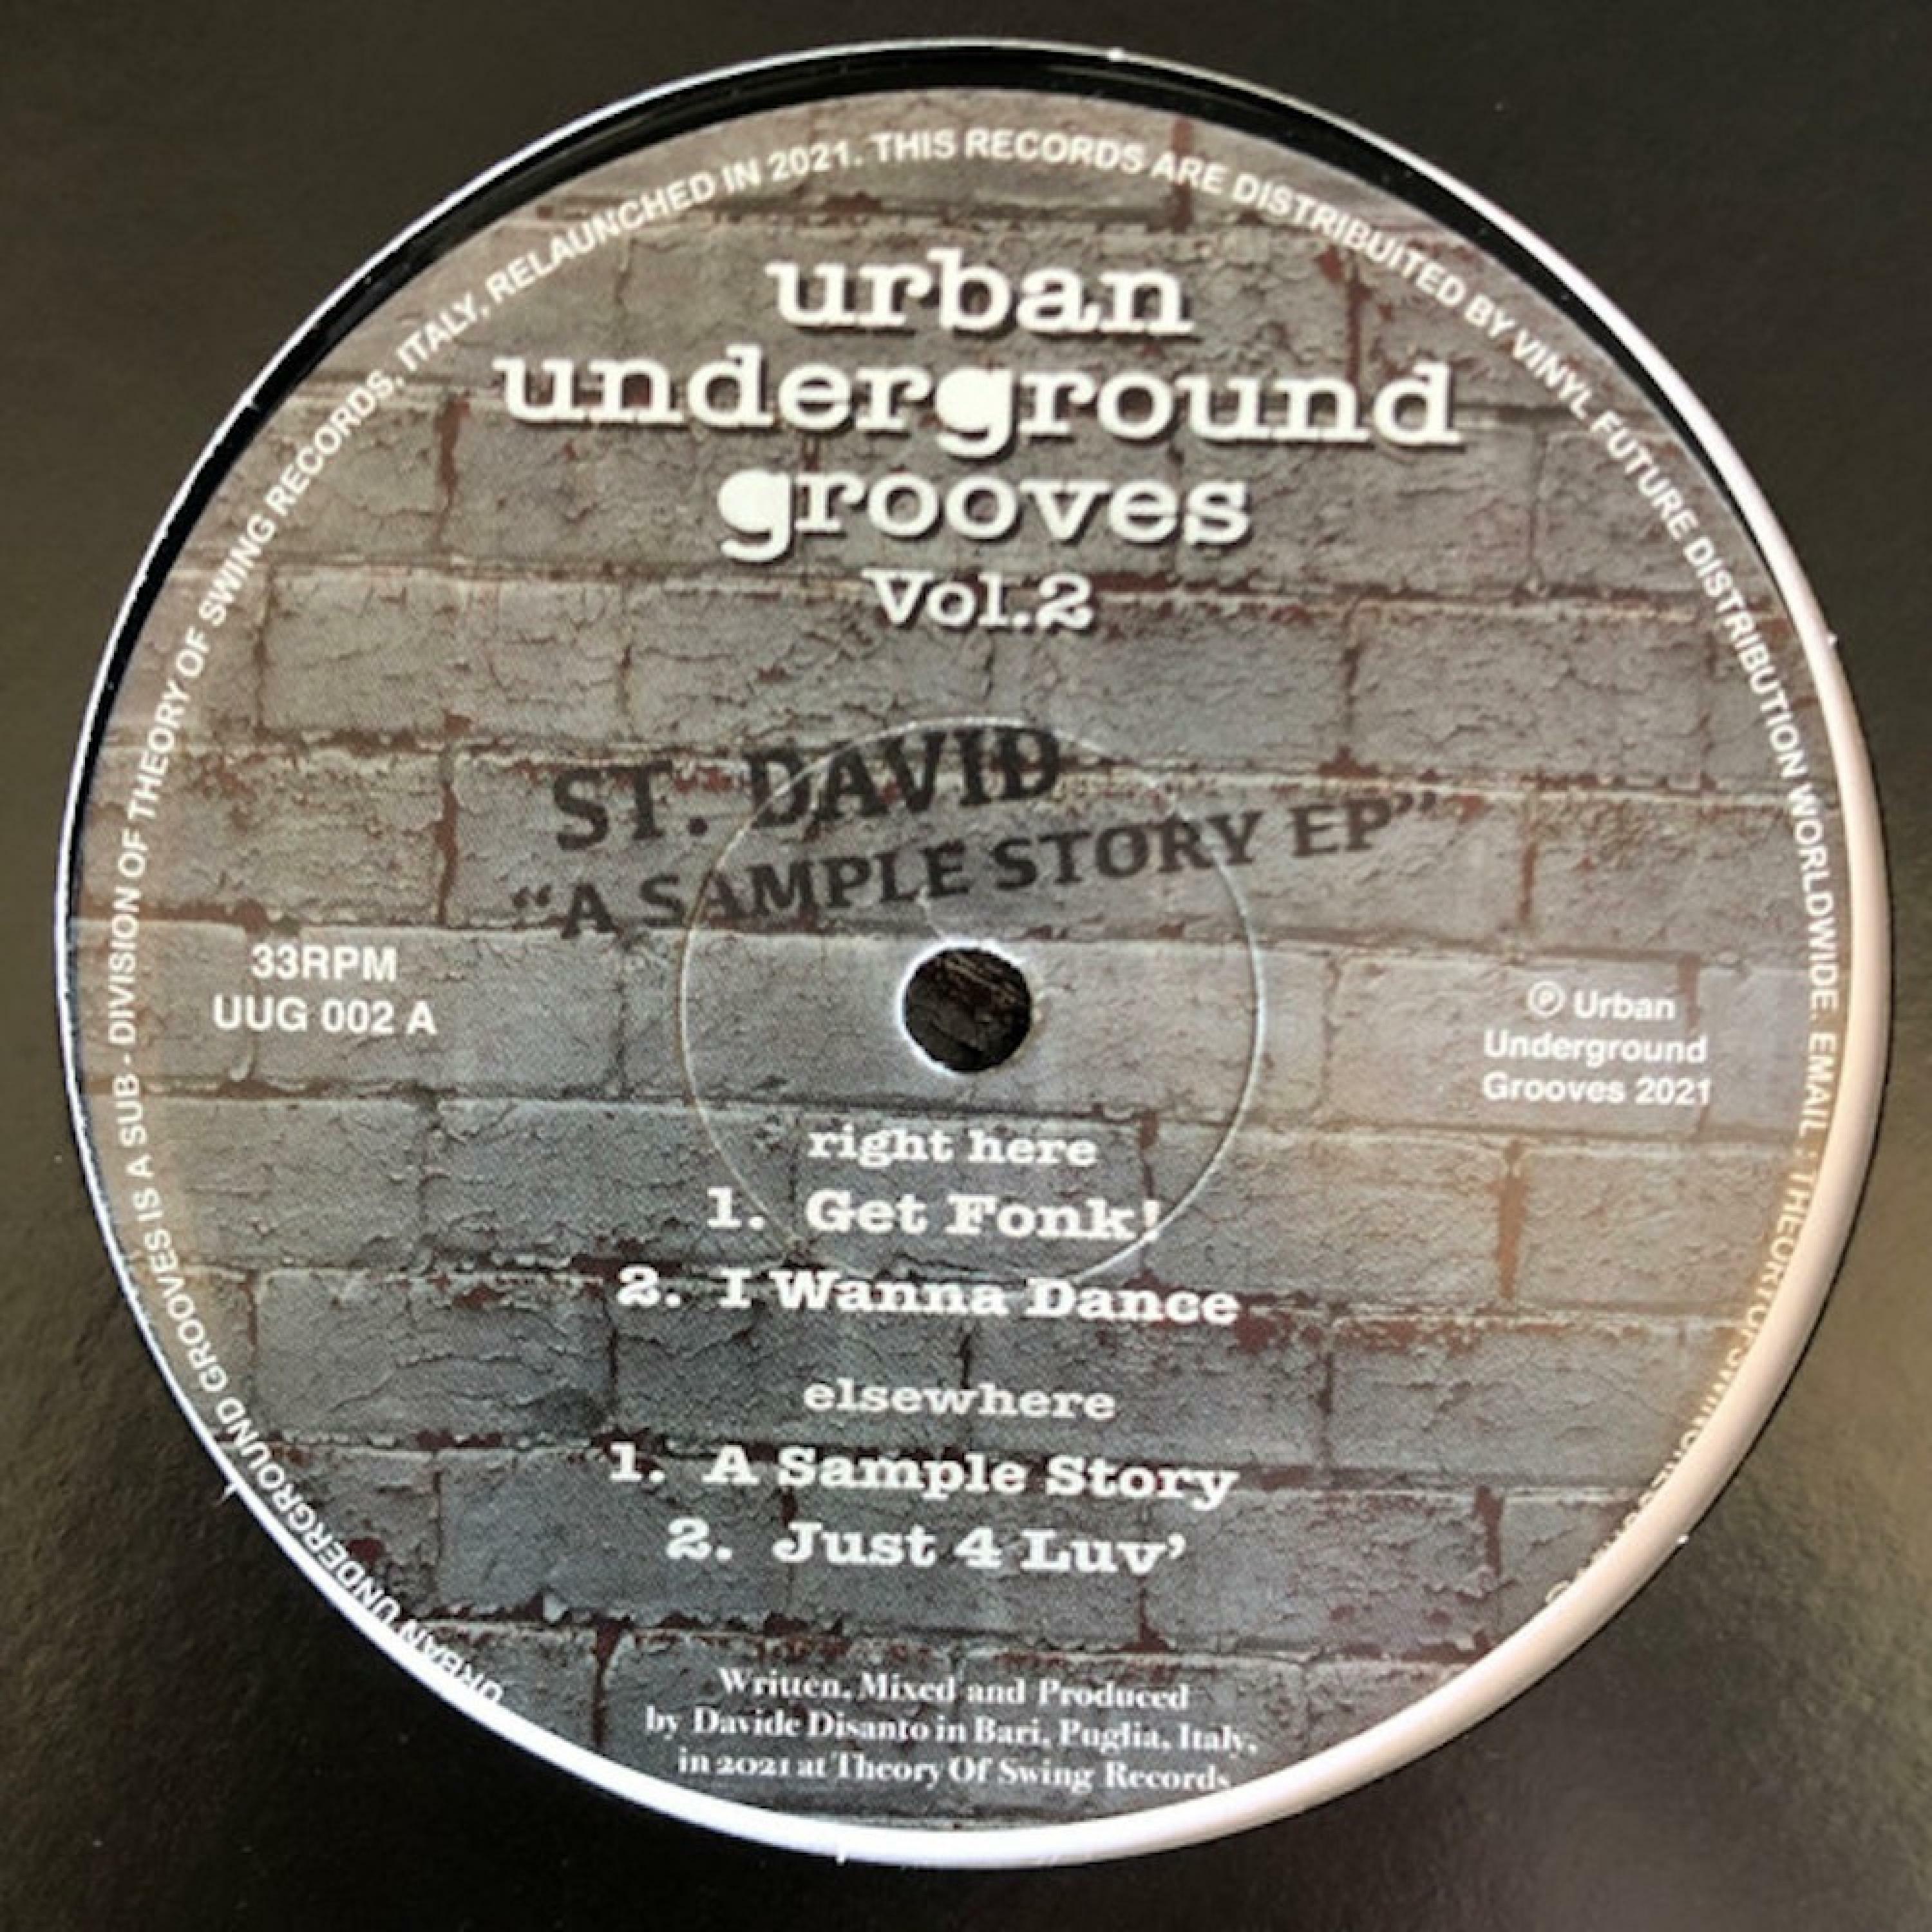 URBAN UNDERGROUND GROOVES IS A SUB - DIVISION OF THEORY OF SWING RECORDS, ITALY, RELAUNCHED IN 2021. THIS RECORDS ARE DISTRIBUITED BY VINYL FUTURE DISTRIBUTION WORLDWIDE. EMAIL : THEORYOFSWING
urban
underground
grooves
Vol.2
ST. DAVID
“A SAMPLE STORY EP”
33RPM
UUG 002 A
℗ Urban
Underground
Grooves 2021
right here
1. Get Fonk!
2. I Wanna Dance
elsewhere
1. A Sample Story
2. Just 4 Luv’
Written, Mixed and Produced
by Davide Disanto in Bari, Puglia, Italy,
in 2021 at Theory Of Swing Records